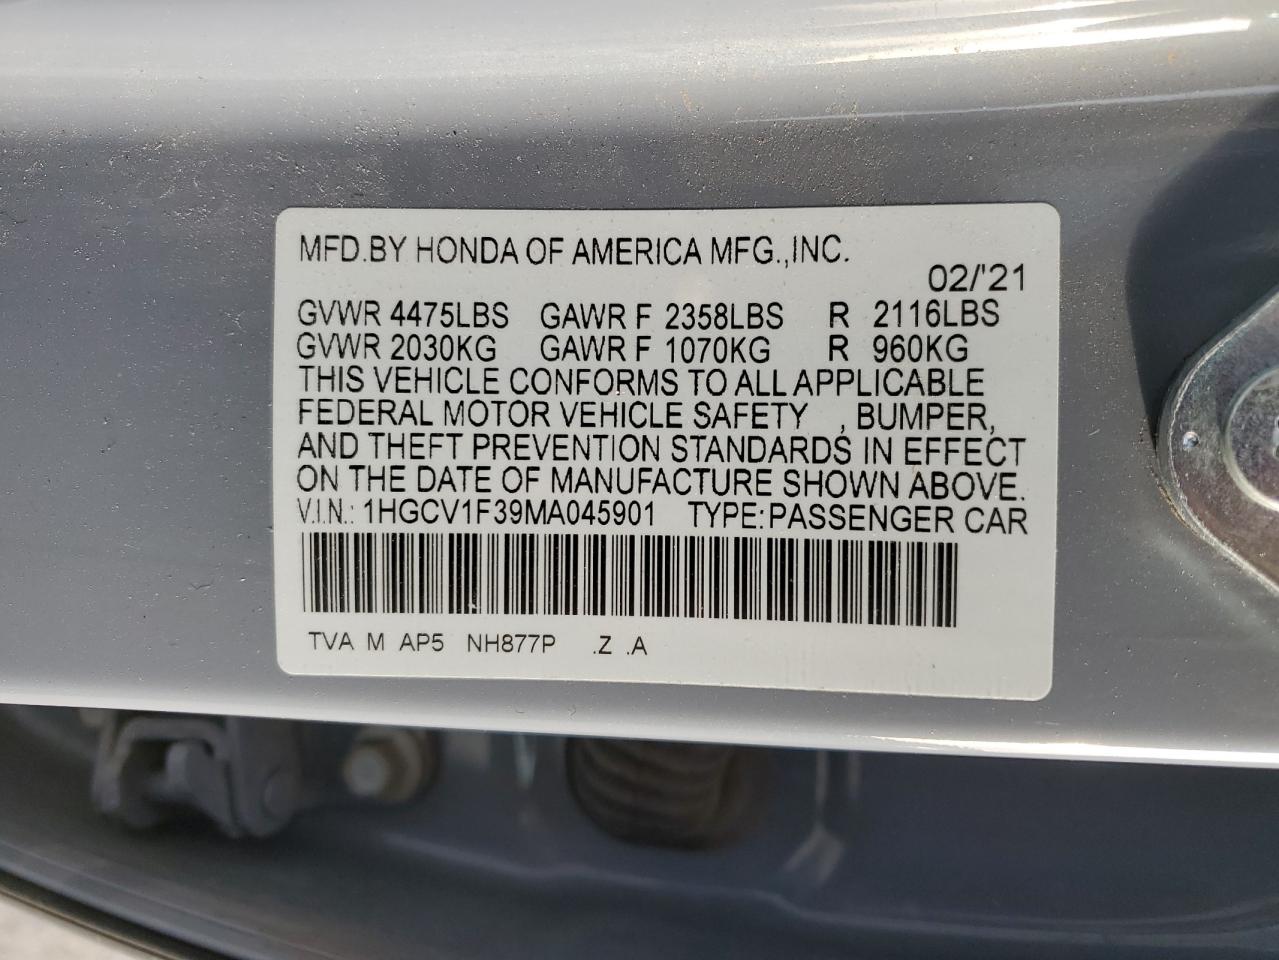 MFD.BY HONDA OF AMERICA MFG.,INC.
02/'21
GVWR 4475LBS GAWR F 2358LBS R 2116LBS
GVWR 2030KG GAWR F 1070KG R 960KG
THIS VEHICLE CONFORMS TO ALL APPLICABLE
FEDERAL MOTOR VEHICLE SAFETY , BUMPER,
AND THEFT PREVENTION STANDARDS IN EFFECT
ON THE DATE OF MANUFACTURE SHOWN ABOVE.
V.I.N.: 1HGCV1F39MA045901 TYPE:PASSENGER CAR
TVA M AP5 NH877P .Z .A